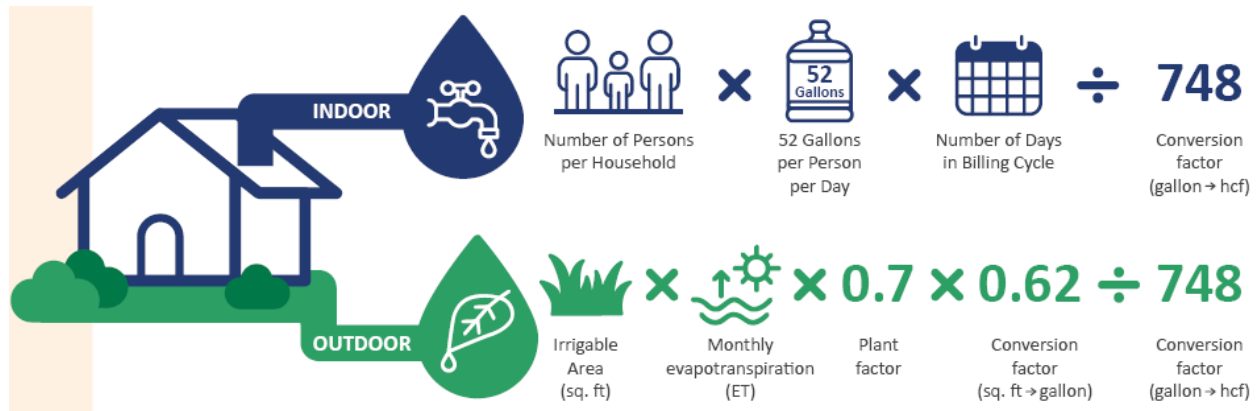 INDOOR
52
Gallons
748
Number of Persons
per Household
52 Gallons
per Person
per Day
Number of Days
in Billing Cycle
Conversion
factor
(gallon → hcf)
OUTDOOR
0.7
0.62
748
Irrigable
Area
(sq. ft)
Monthly
evapotranspiration
(ET)
Plant
factor
Conversion
factor
(sq. ft → gallon)
Conversion
factor
(gallon → hcf)